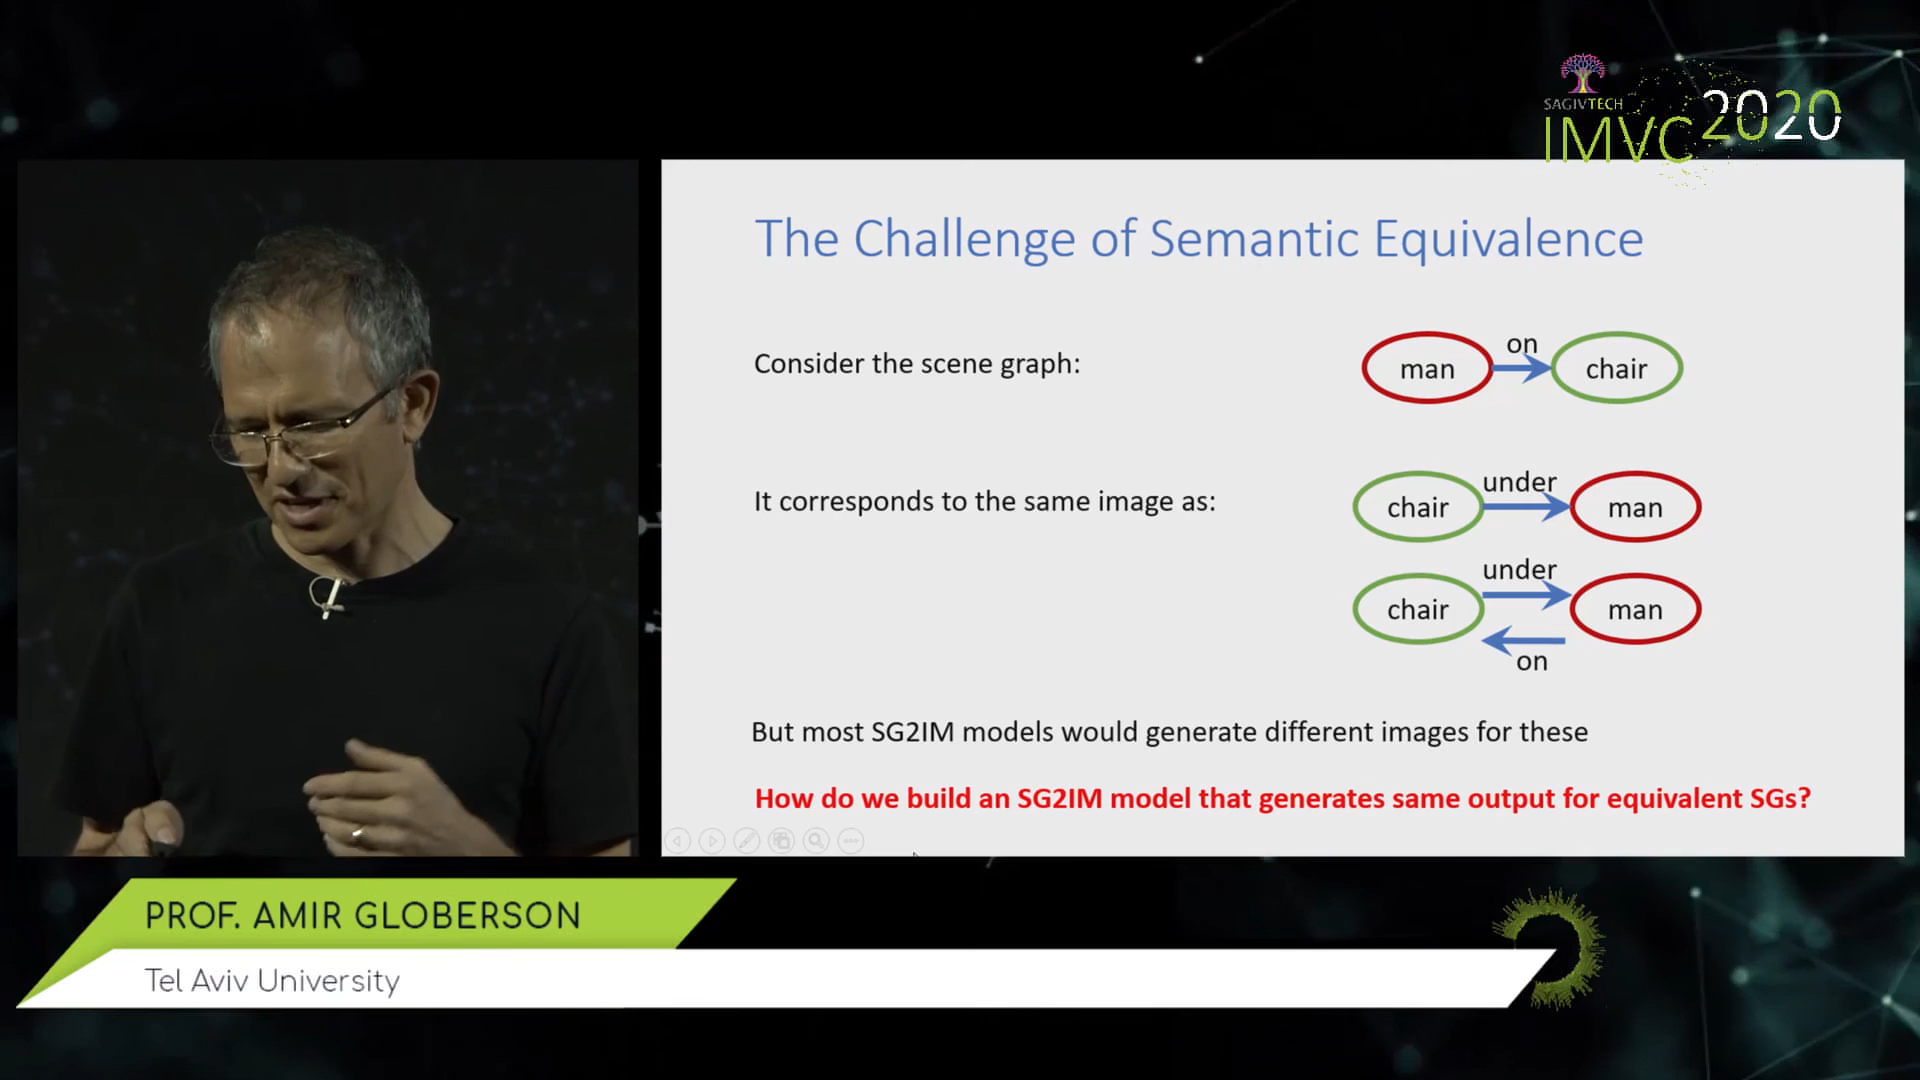 SAGIVTECH
IMVC 2020
The Challenge of Semantic Equivalence
Consider the scene graph:
man
on
chair
It corresponds to the same image as:
chair
under
man
chair
under
man
on
But most SG2IM models would generate different images for these
How do we build an SG2IM model that generates same output for equivalent SGs?
PROF. AMIR GLOBERSON
Tel Aviv University